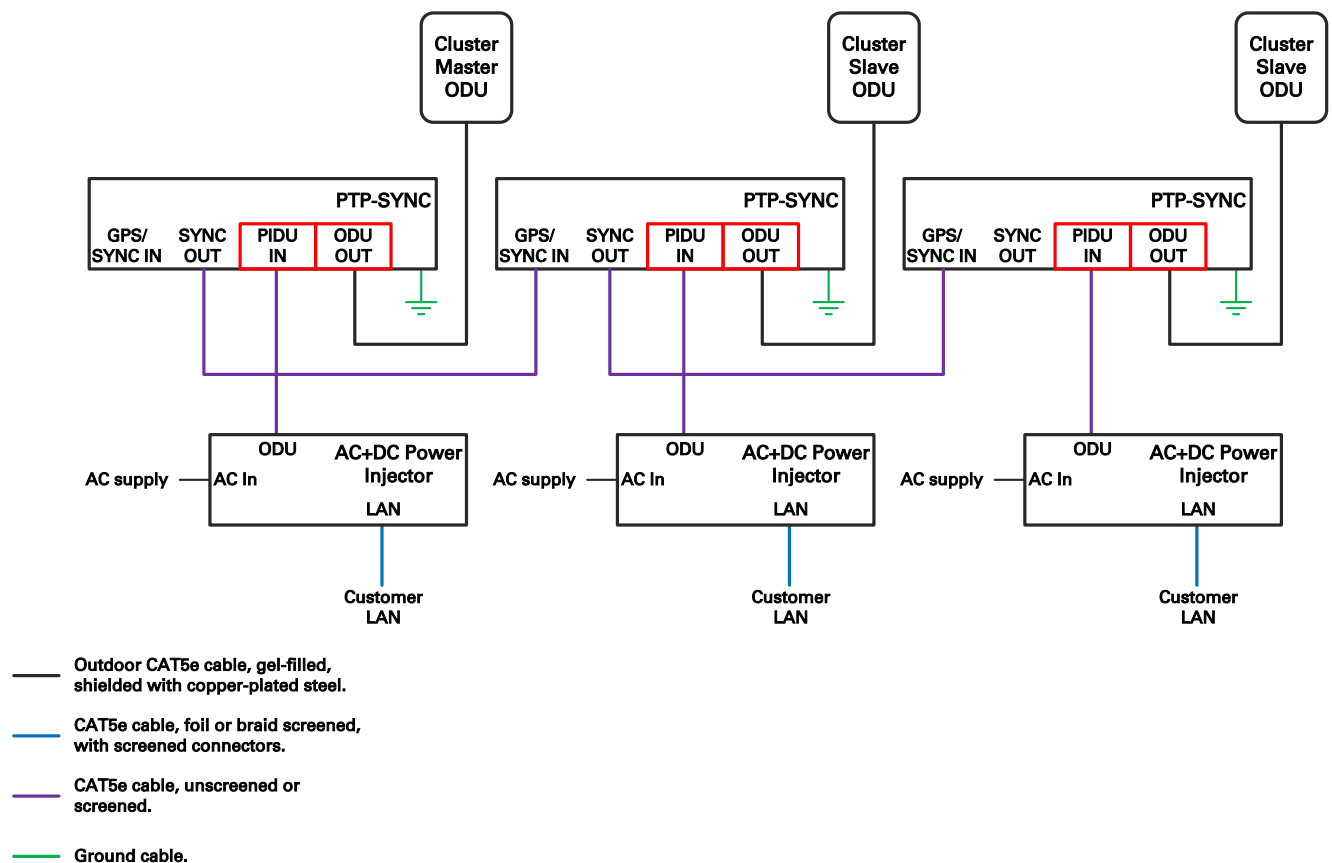 Cluster
Master
ODU
Cluster
Slave
ODU
Cluster
Slave
ODU
PTP-SYNC
GPS/
SYNC IN
SYNC
OUT
PIDU
IN
ODU
OUT
PTP-SYNC
GPS/
SYNC IN
SYNC
OUT
PIDU
IN
ODU
OUT
PTP-SYNC
GPS/
SYNC IN
SYNC
OUT
PIDU
IN
ODU
OUT
AC supply
AC In
ODU
AC+DC Power
Injector
LAN
Customer
LAN
AC supply
AC In
ODU
AC+DC Power
Injector
LAN
Customer
LAN
AC supply
AC In
ODU
AC+DC Power
Injector
LAN
Customer
LAN
Outdoor CAT5e cable, gel-filled,
shielded with copper-plated steel.
CAT5e cable, foil or braid screened,
with screened connectors.
CAT5e cable, unscreened or
screened.
Ground cable.